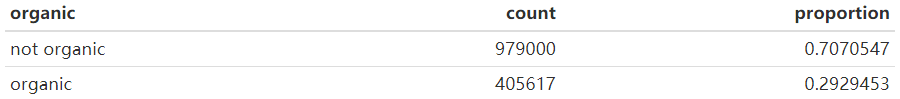 organic count proportion
not organic 979000 0.7070547
organic 405617 0.2929453